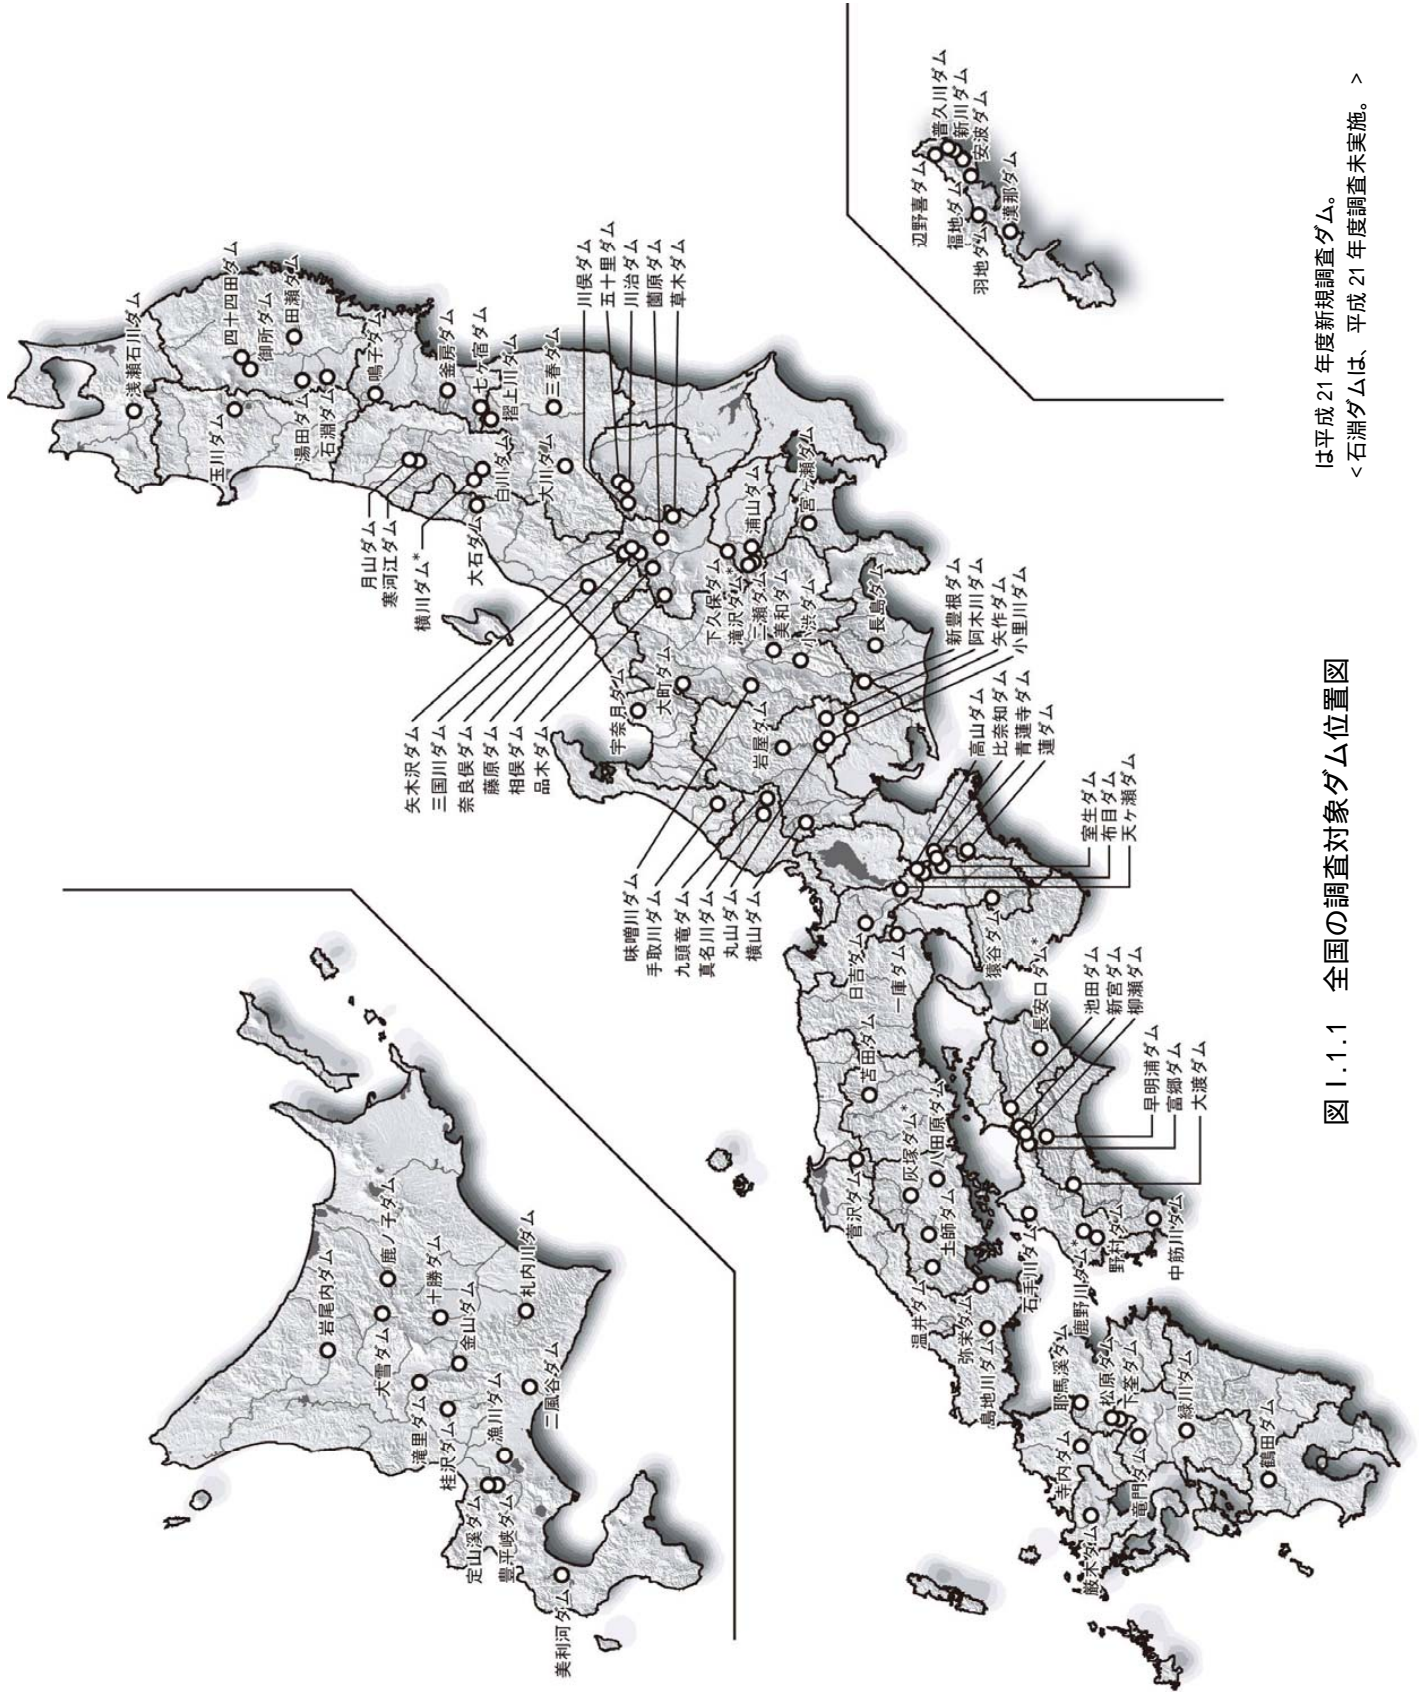 岩尾内ダム
鹿ノ子ダム
大雪ダム
十勝ダム
金山ダム
札内川ダム
滝里ダム
桂沢ダム
漁川ダム
二風谷ダム
定山渓ダム
豊平峡ダム
美利河ダム
浅瀬石川ダム
四十四田ダム
御所ダム
田瀬ダム
玉川ダム
湯田ダム
石淵ダム
鳴子ダム
釜房ダム
七ヶ宿ダム
摺上川ダム
三春ダム
月山ダム
寒河江ダム
横川ダム*
大石ダム
白川ダム
大川ダム
川俣ダム
五十里ダム
川治ダム
薗原ダム
草木ダム
矢木沢ダム
三国川ダム
奈良俣ダム
藤原ダム
相俣ダム
品木ダム
宇奈月ダム
大町ダム
下久保ダム
滝沢ダム*
二瀬ダム
浦山ダム
宮ヶ瀬ダム
美和ダム
小渋ダム
長島ダム
岩屋ダム
新豊根ダム
阿木川ダム
矢作ダム
小里川ダム
味噌川ダム
手取川ダム
九頭竜ダム
真名川ダム
丸山ダム
横山ダム
高山ダム
比奈知ダム
青蓮寺ダム
蓮ダム
室生ダム
布目ダム
天ヶ瀬ダム
日吉ダム
一庫ダム
猿谷ダム
苫田ダム
菅沢ダム
灰塚ダム*
八田原ダム
土師ダム
温井ダム
弥栄ダム
島地川ダム
長安口ダム*
池田ダム
新宮ダム
柳瀬ダム
早明浦ダム
富郷ダム
大渡ダム
石手川ダム
鹿野川ダム*
野村ダム
中筋川ダム
耶馬溪ダム
松原ダム
下筌ダム
寺内ダム
竜門ダム
緑川ダム
厳木ダム
鶴田ダム
辺野喜ダム
普久川ダム
新川ダム
安波ダム
福地ダム
羽地ダム
漢那ダム
は平成21年度新規調査ダム。
<石淵ダムは、平成21年度調査未実施。>
図 I.1.1 全国の調査対象ダム位置図